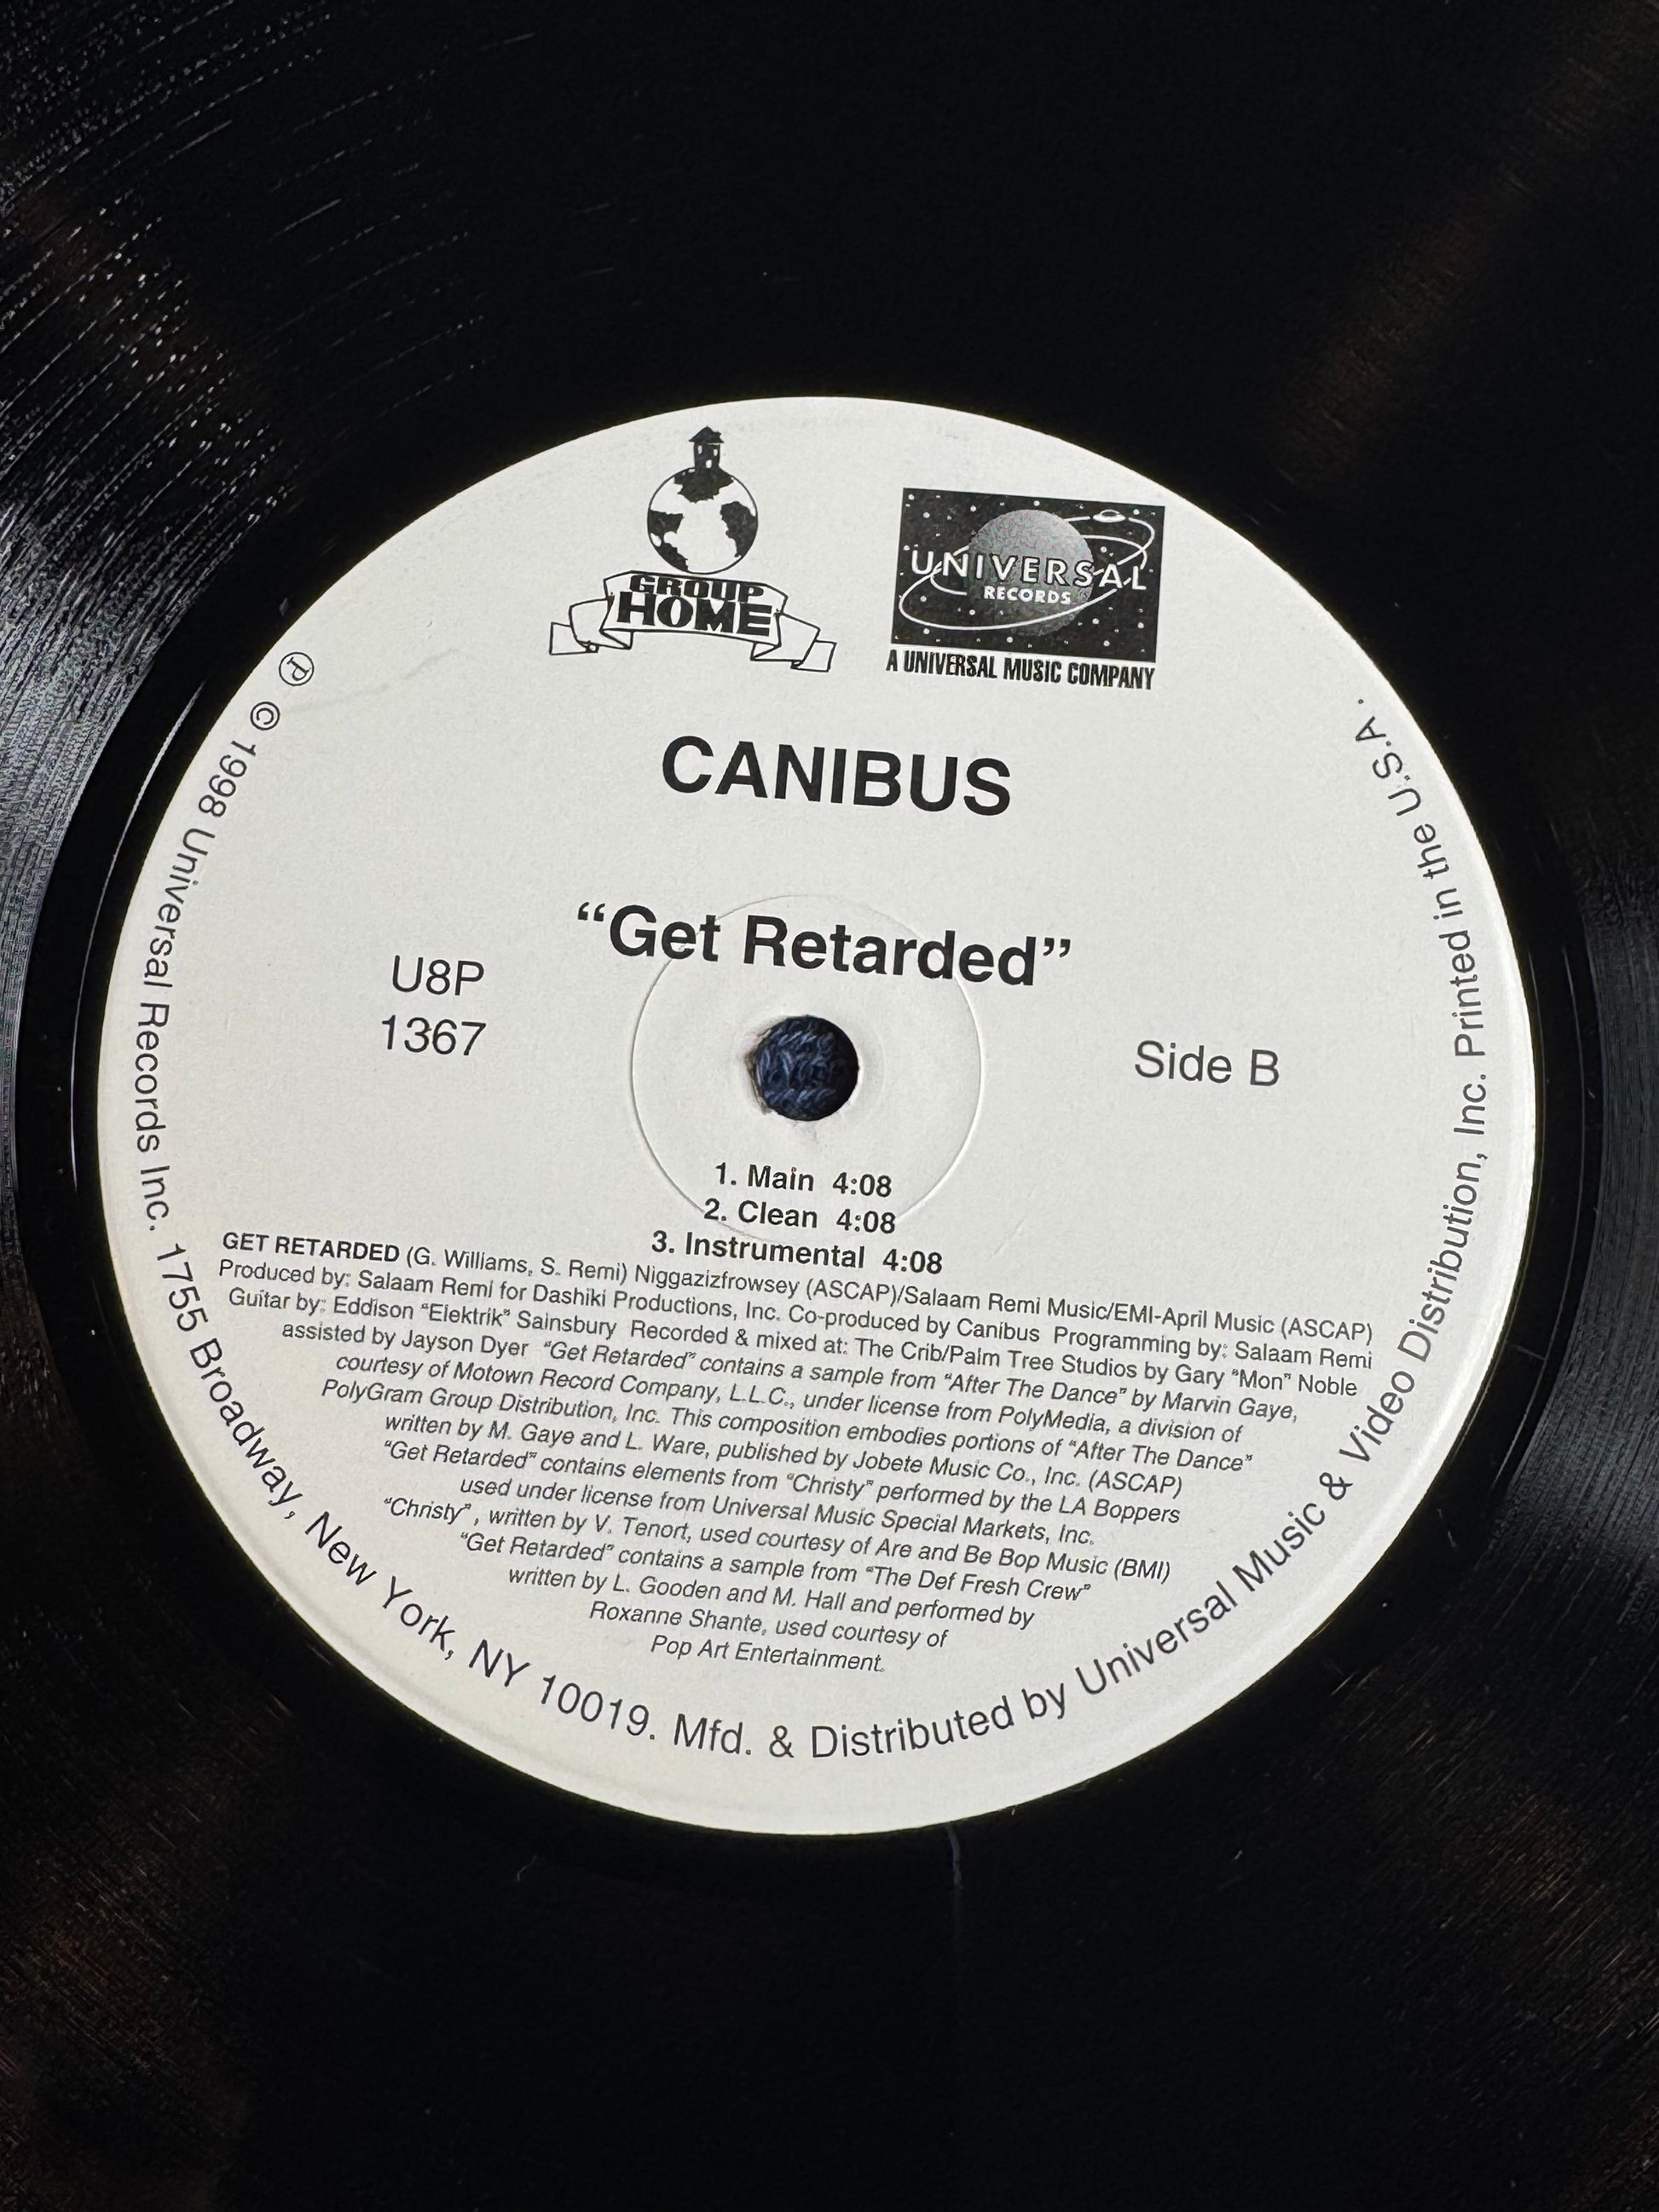 GROUP
HOME
UNIVERSAL
RECORDS
A UNIVERSAL MUSIC COMPANY
CANIBUS
“Get Retarded”
U8P
1367
Side B
1. Main 4:08
2. Clean 4:08
3. Instrumental 4:08
GET RETARDED (G. Williams, S. Remi) Niggazizfrowsey (ASCAP)/Salaam Remi Music/EMI-April Music (ASCAP)
Produced by: Salaam Remi for Dashiki Productions, Inc. Co-produced by Canibus Programming by: Salaam Remi
Guitar by: Eddison “Elektrik” Sainsbury Recorded & mixed at: The Crib/Palm Tree Studios by Gary “Mon” Noble
assisted by Jayson Dyer “Get Retarded” contains a sample from “After The Dance” by Marvin Gaye,
courtesy of Motown Record Company, L.L.C., under license from PolyMedia, a division of
PolyGram Group Distribution, Inc. This composition embodies portions of “After The Dance”
written by M. Gaye and L. Ware, published by Jobete Music Co., Inc. (ASCAP)
“Get Retarded” contains elements from “Christy” performed by the LA Boppers
used under license from Universal Music Special Markets, Inc.
“Christy” , written by V. Tenort, used courtesy of Are and Be Bop Music (BMI)
“Get Retarded” contains a sample from “The Def Fresh Crew”
written by L. Gooden and M. Hall and performed by
Roxanne Shante, used courtesy of
Pop Art Entertainment.
℗ © 1998 Universal Records Inc. 1755 Broadway, New York, NY 10019. Mfd. & Distributed by Universal Music & Video Distribution, Inc. Printed in the U.S.A.